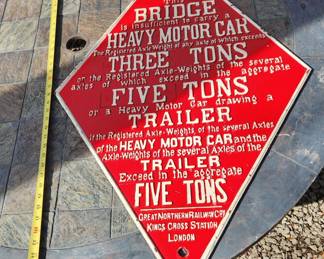 This
BRIDGE
is insufficient to carry a
HEAVY MOTOR CAR
the Registered Axle-Weight of any axle of which exceeds
THREE TONS
or the Registered Axle-Weights of the several
axles of which exceed in the aggregate
FIVE TONS
or a Heavy Motor Car drawing a
TRAILER
if the Registered Axle-Weights of the several Axles
of the HEAVY MOTOR CAR and the
Axle-Weights of the several Axles of the
TRAILER
Exceed in the aggregate
FIVE TONS
GREAT NORTHERN RAILWAY COY
KINGS CROSS STATION
LONDON